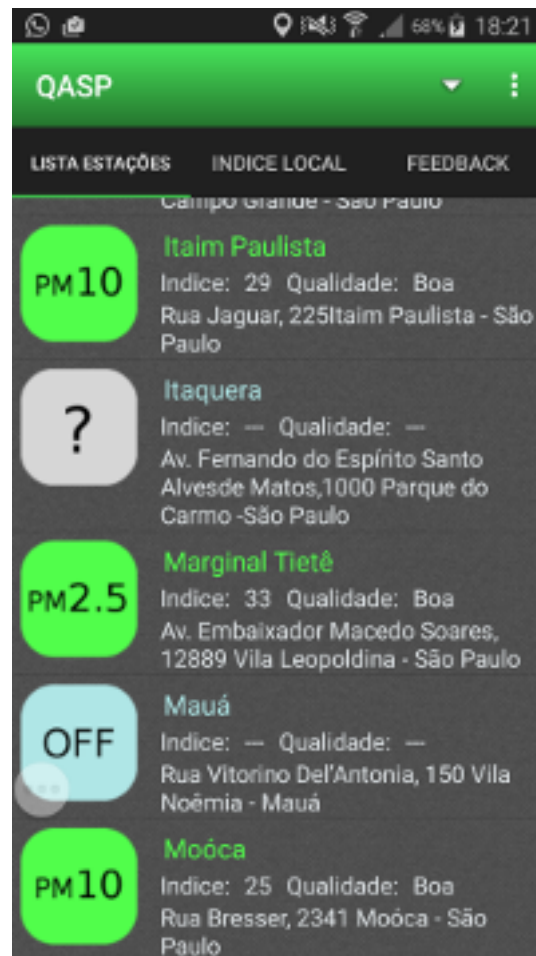 68% 18:21
QASP
LISTA ESTAÇÕES INDICE LOCAL FEEDBACK
Campo Grande - São Paulo
PM10
Itaim Paulista
Indice: 29 Qualidade: Boa
Rua Jaguar, 225Itaim Paulista - São
Paulo
?
Itaquera
Indice: --- Qualidade: ---
Av. Fernando do Espírito Santo
Alvesde Matos,1000 Parque do
Carmo -São Paulo
PM2.5
Marginal Tietê
Indice: 33 Qualidade: Boa
Av. Embaixador Macedo Soares,
12889 Vila Leopoldina - São Paulo
OFF
Mauá
Indice: --- Qualidade: ---
Rua Vitorino Del'Antonia, 150 Vila
Noêmia - Mauá
PM10
Moóca
Indice: 25 Qualidade: Boa
Rua Bresser, 2341 Moóca - São
Paulo